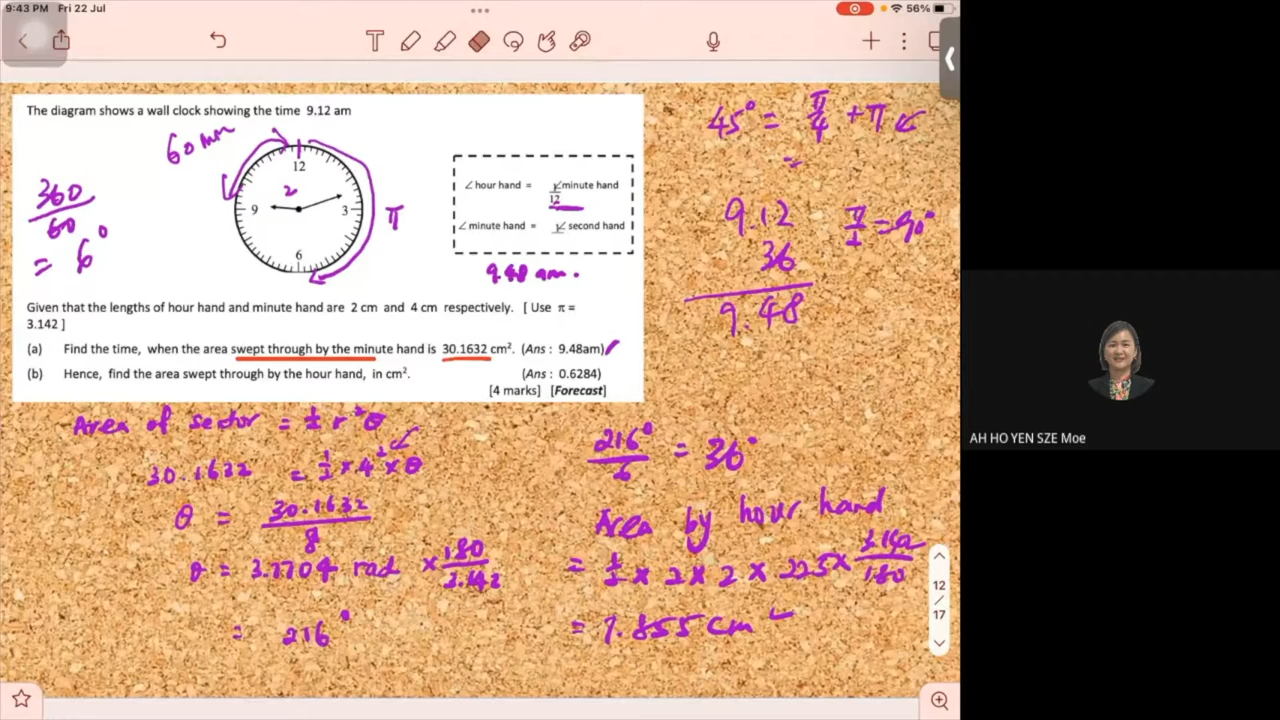 9:43 PM Fri 22 Jul
56%
The diagram shows a wall clock showing the time 9.12 am
60 min
360
60
= 6°
12
2
9
3
6
π
∠hour hand = 1/12 ∠minute hand
∠minute hand = ∠second hand
9.48 am.
Given that the lengths of hour hand and minute hand are 2 cm and 4 cm respectively. [ Use π =
3.142 ]
(a) Find the time, when the area swept through by the minute hand is 30.1632 cm². (Ans : 9.48am)
(b) Hence, find the area swept through by the hour hand, in cm². (Ans : 0.6284)
[4 marks] [Forecast]
45° = π/4 + π
=
9.12
36
9.48
π/2 = 90°
Area of sector = ½ r² θ
30.1632 = ½ × 4² × θ
θ = 30.1632/8
θ = 3.7704 rad × 180/3.142
= 216°
216°/6 = 36°
Area by hour hand
= ½ × 2 × 2 × 225 × 3.142/180
= 7.855 cm²
12
/
17
AH HO YEN SZE Moe